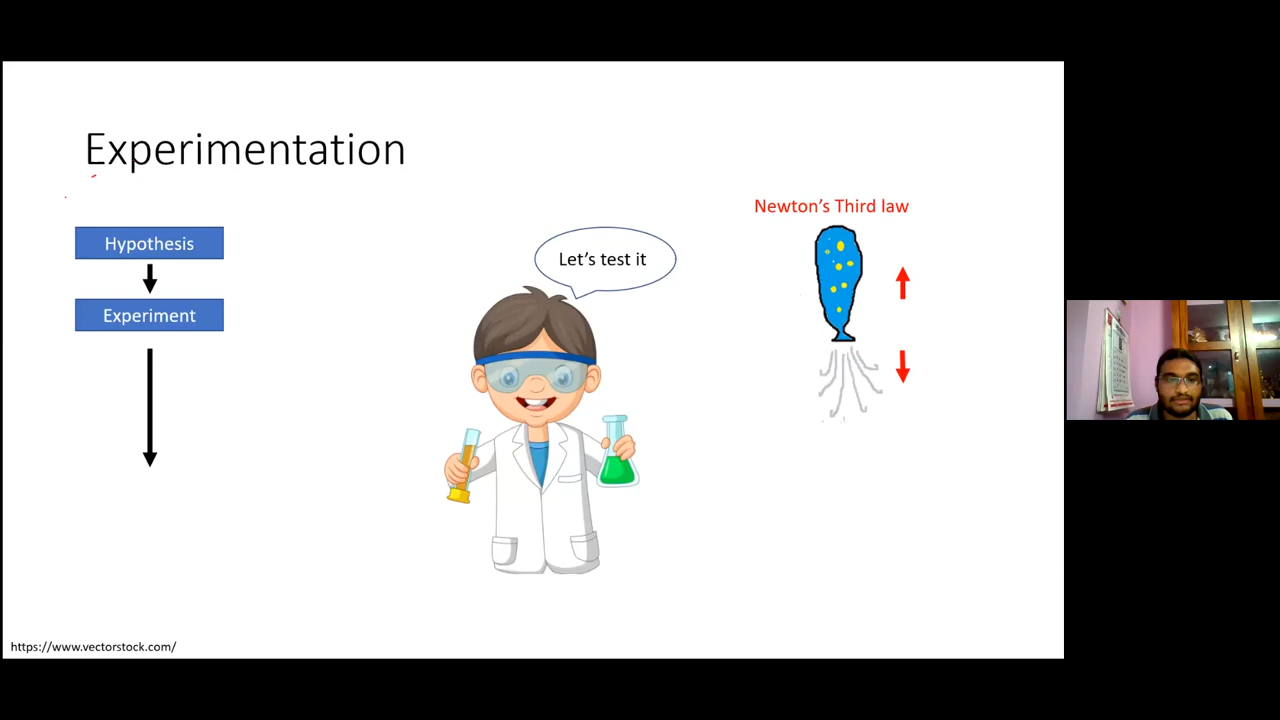 Experimentation
Newton's Third law
Hypothesis
Let's test it
Experiment
https://www.vectorstock.com/